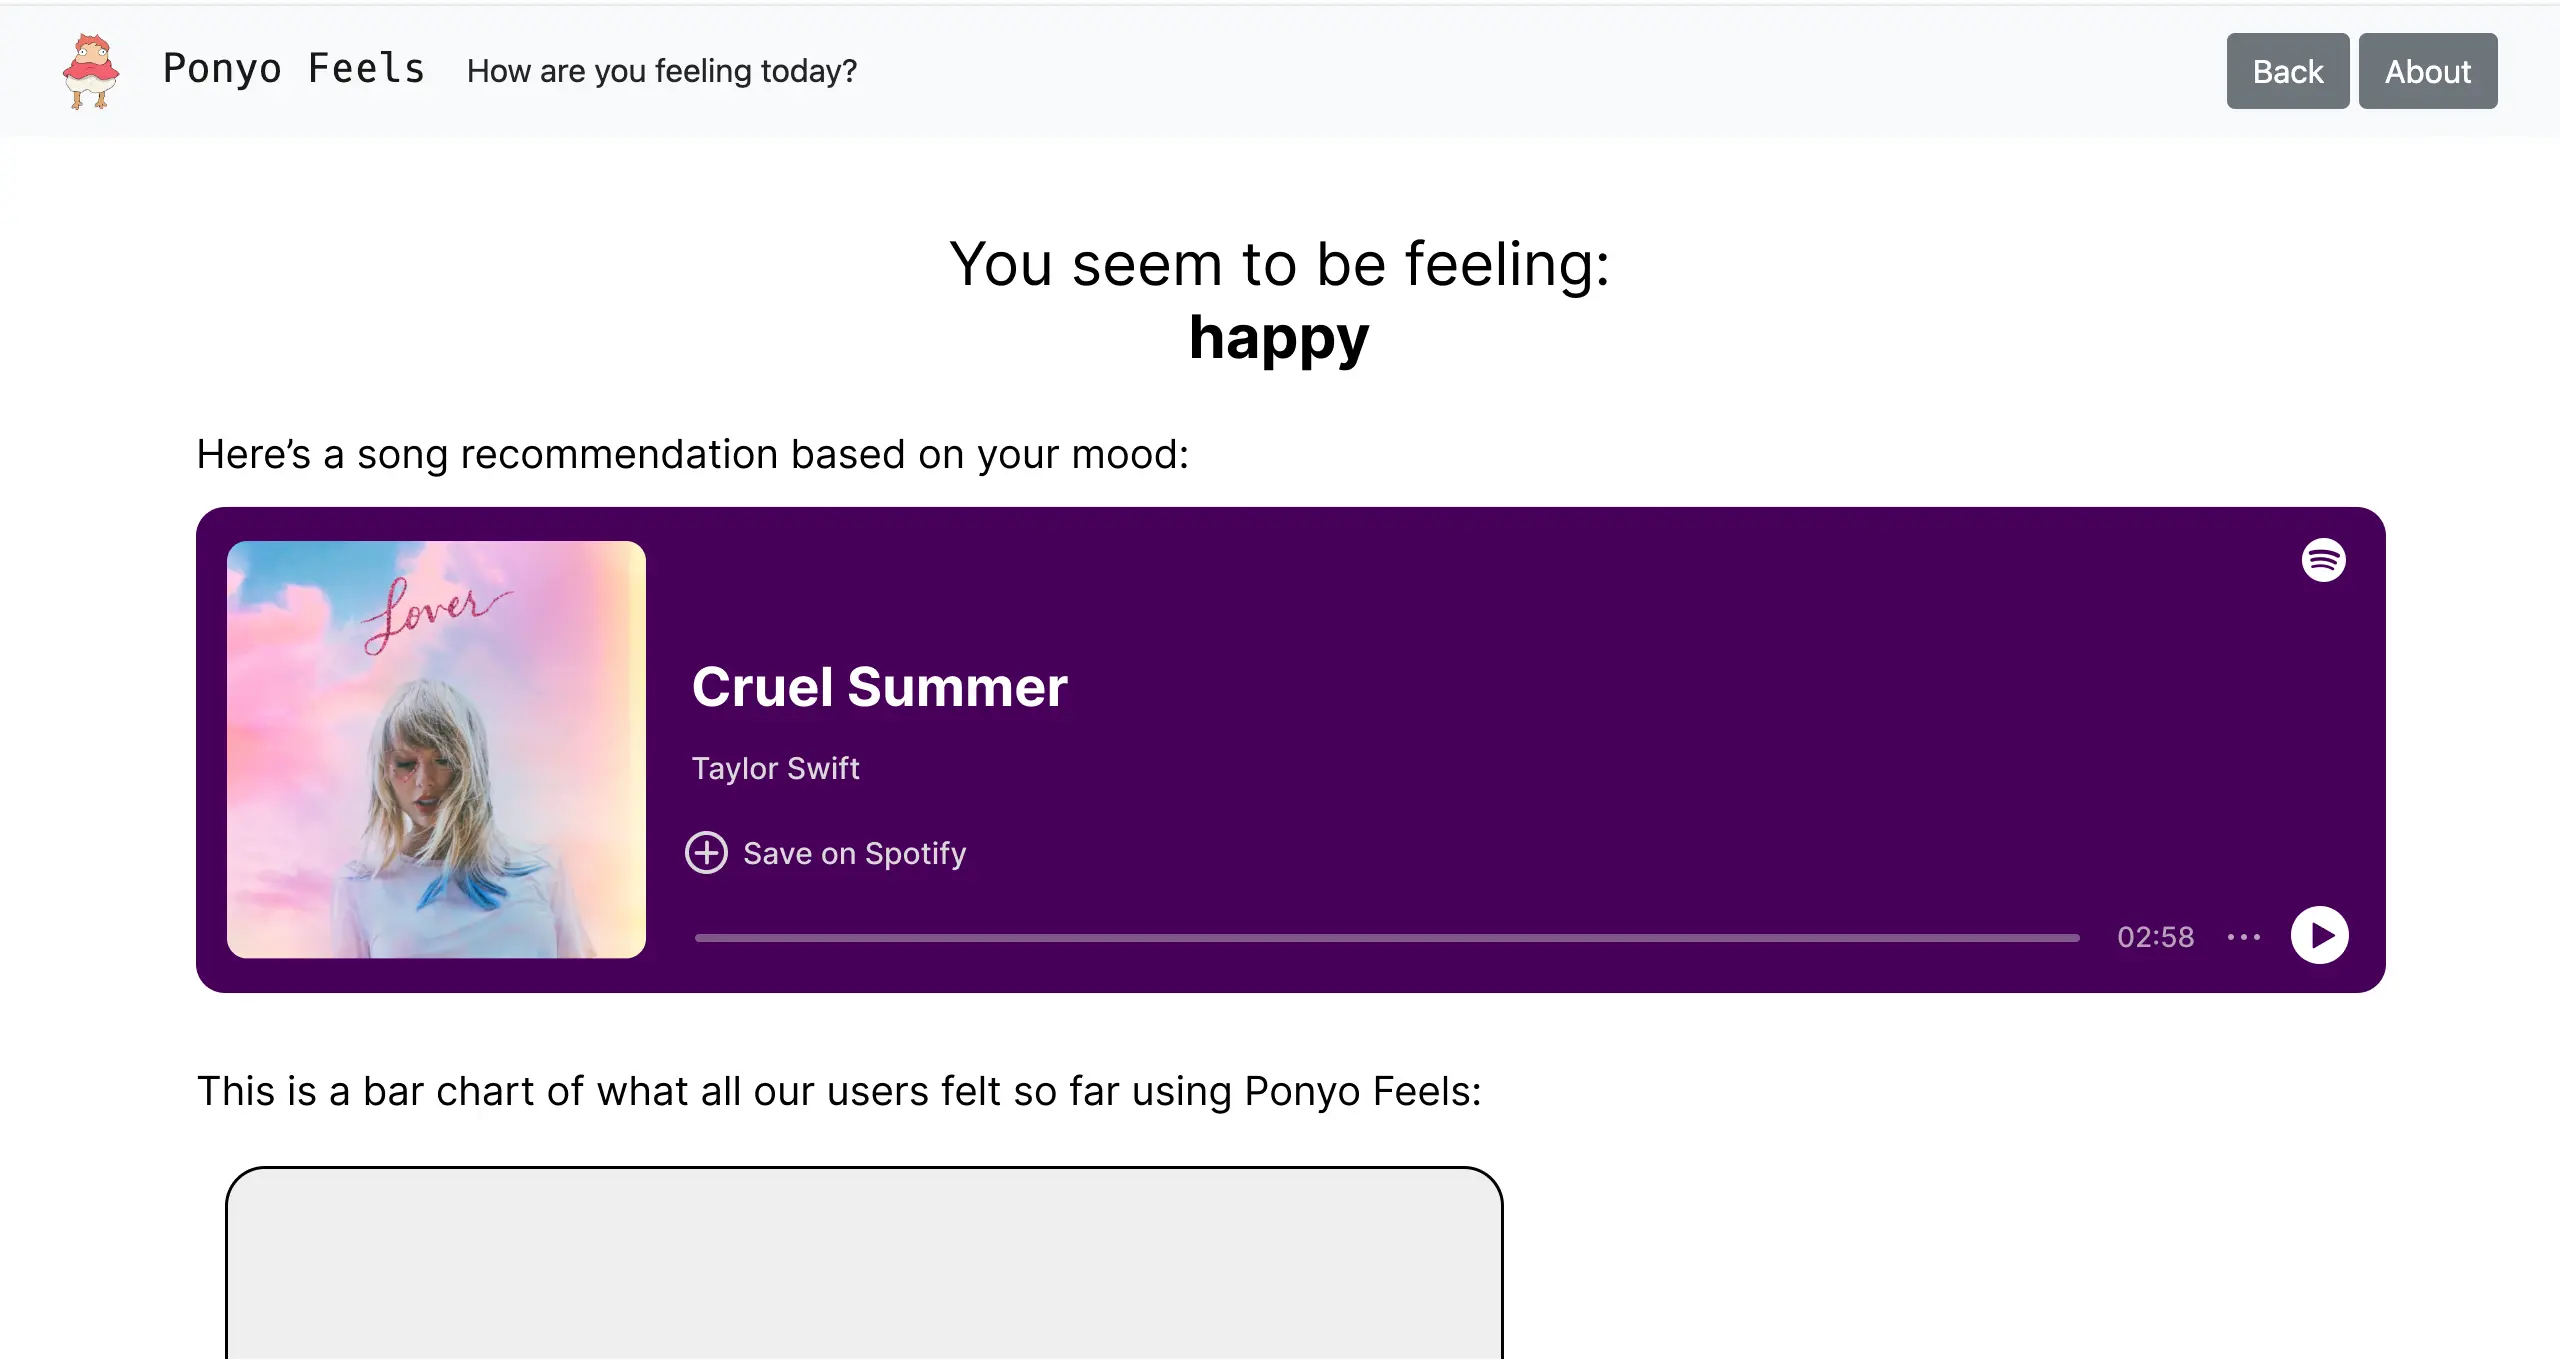 Ponyo Feels How are you feeling today? Back About
You seem to be feeling:
happy
Here’s a song recommendation based on your mood:
Lover
Cruel Summer
Taylor Swift
Save on Spotify
02:58
This is a bar chart of what all our users felt so far using Ponyo Feels: